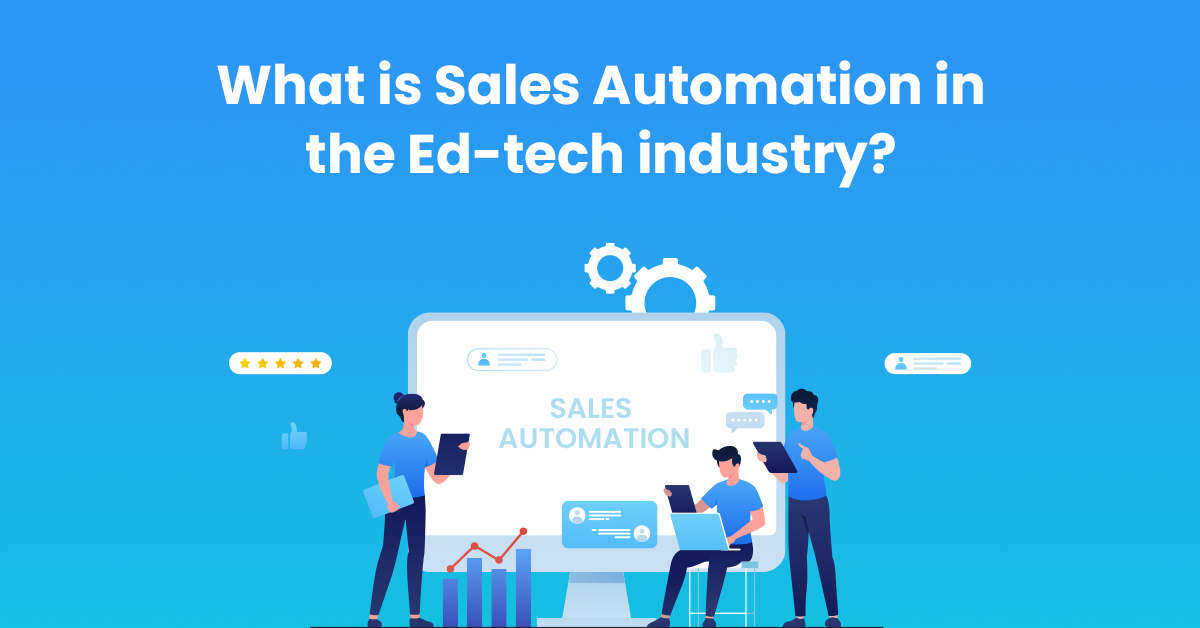 What is Sales Automation in
the Ed-tech industry?
SALES
AUTOMATION